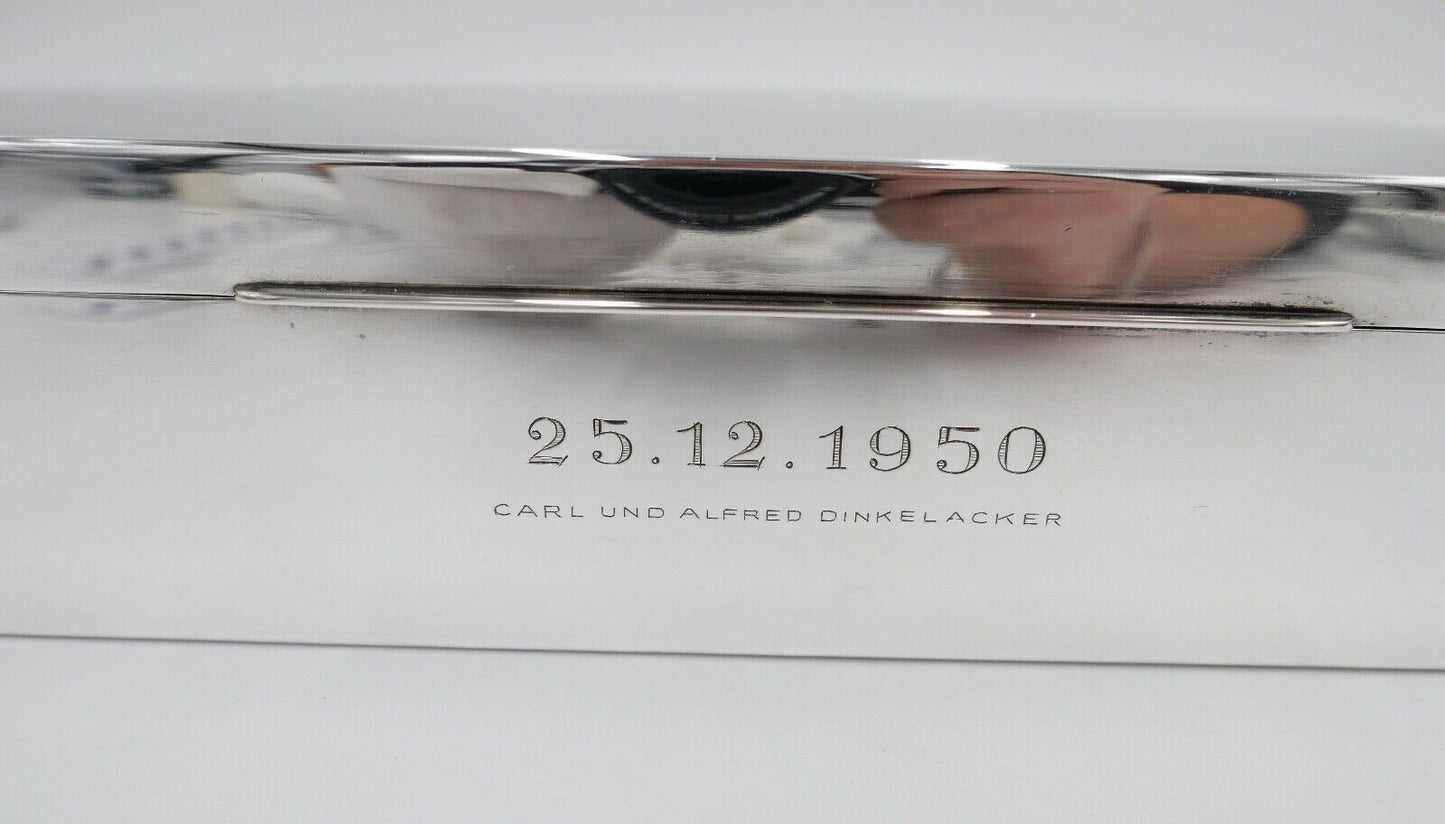 25.12.1950
CARL UND ALFRED DINKELACKER